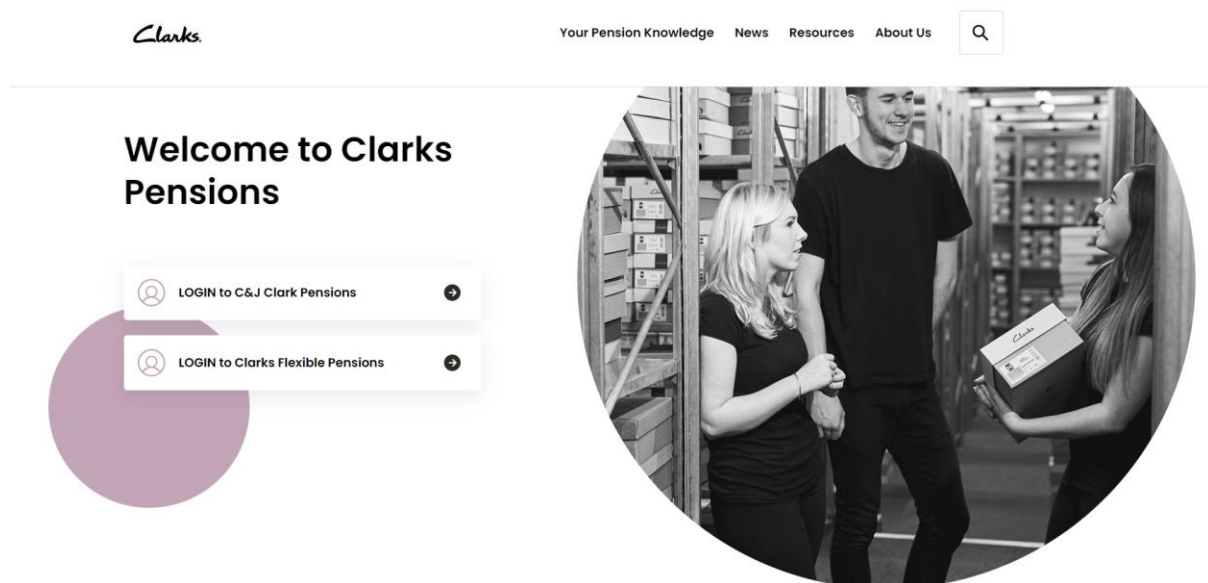 Clarks.
Your Pension Knowledge News Resources About Us
Welcome to Clarks
Pensions
LOGIN to C&J Clark Pensions
LOGIN to Clarks Flexible Pensions
Clarks